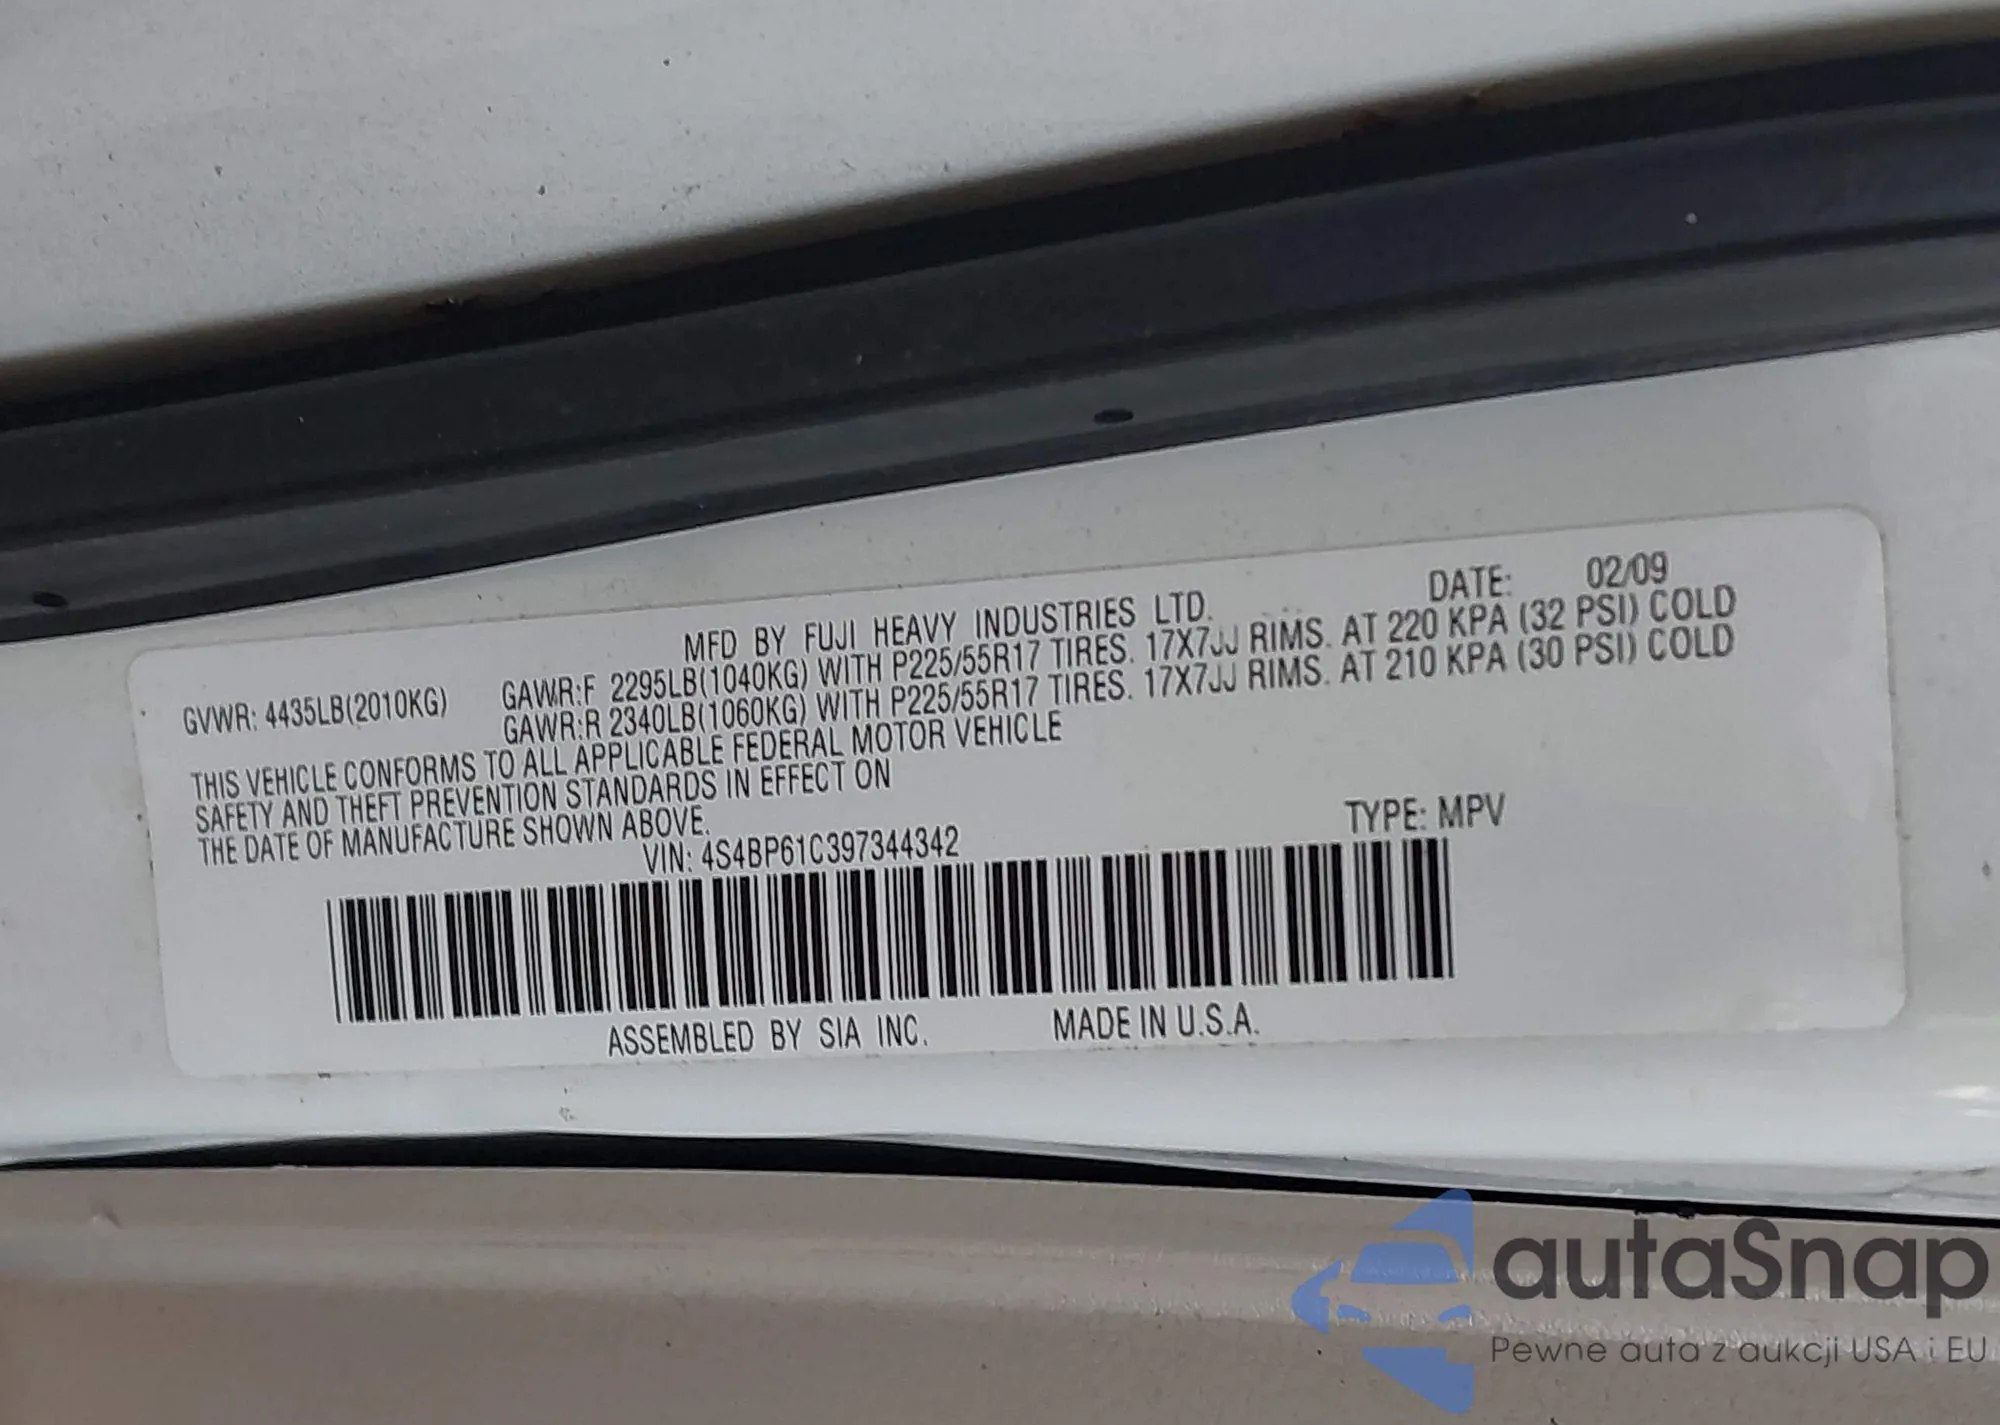 MFD BY FUJI HEAVY INDUSTRIES LTD. DATE: 02/09
GVWR: 4435LB(2010KG) GAWR:F 2295LB(1040KG) WITH P225/55R17 TIRES. 17X7JJ RIMS. AT 220 KPA (32 PSI) COLD
GAWR:R 2340LB(1060KG) WITH P225/55R17 TIRES. 17X7JJ RIMS. AT 210 KPA (30 PSI) COLD
THIS VEHICLE CONFORMS TO ALL APPLICABLE FEDERAL MOTOR VEHICLE
SAFETY AND THEFT PREVENTION STANDARDS IN EFFECT ON
THE DATE OF MANUFACTURE SHOWN ABOVE.
VIN: 4S4BP61C397344342 TYPE: MPV
ASSEMBLED BY SIA INC. MADE IN U.S.A.
autaSnap
Pewne auta z aukcji USA i EU